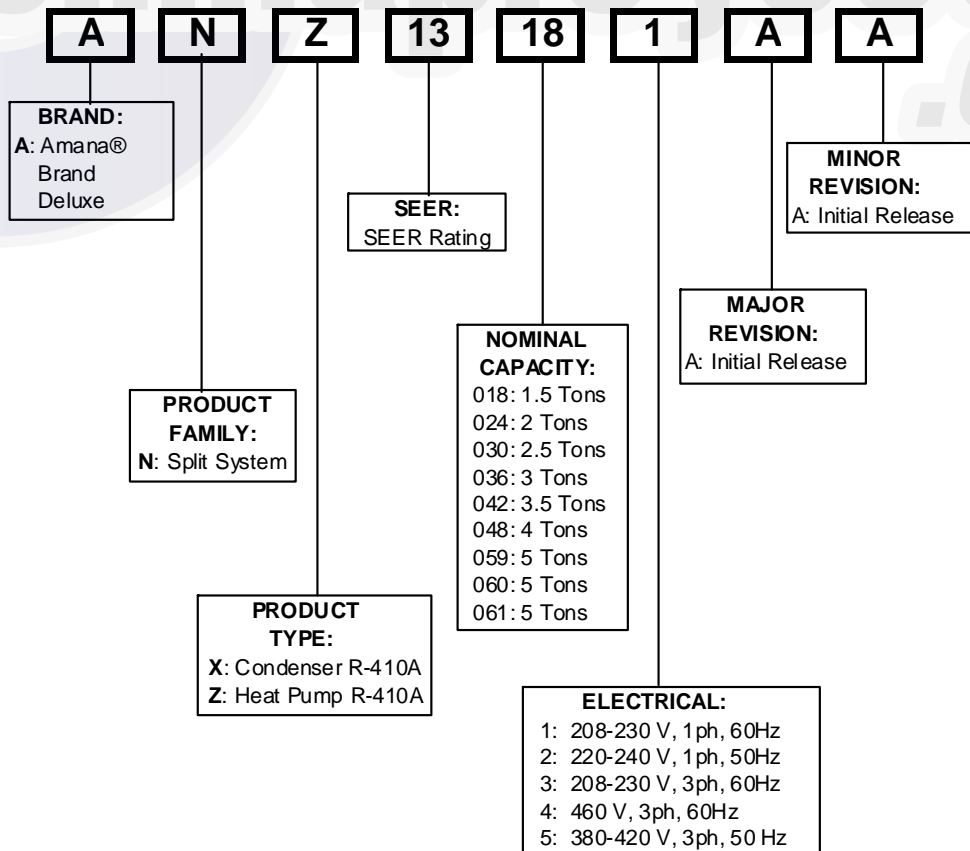 A N Z 13 18 1 A A
BRAND:
A: Amana®
Brand
Deluxe
MINOR
REVISION:
A: Initial Release
SEER:
SEER Rating
MAJOR
REVISION:
A: Initial Release
NOMINAL
CAPACITY:
018: 1.5 Tons
024: 2 Tons
030: 2.5 Tons
036: 3 Tons
042: 3.5 Tons
048: 4 Tons
059: 5 Tons
060: 5 Tons
061: 5 Tons
PRODUCT
FAMILY:
N: Split System
PRODUCT
TYPE:
X: Condenser R-410A
Z: Heat Pump R-410A
ELECTRICAL:
1: 208-230 V, 1ph, 60Hz
2: 220-240 V, 1ph, 50Hz
3: 208-230 V, 3ph, 60Hz
4: 460 V, 3ph, 60Hz
5: 380-420 V, 3ph, 50 Hz